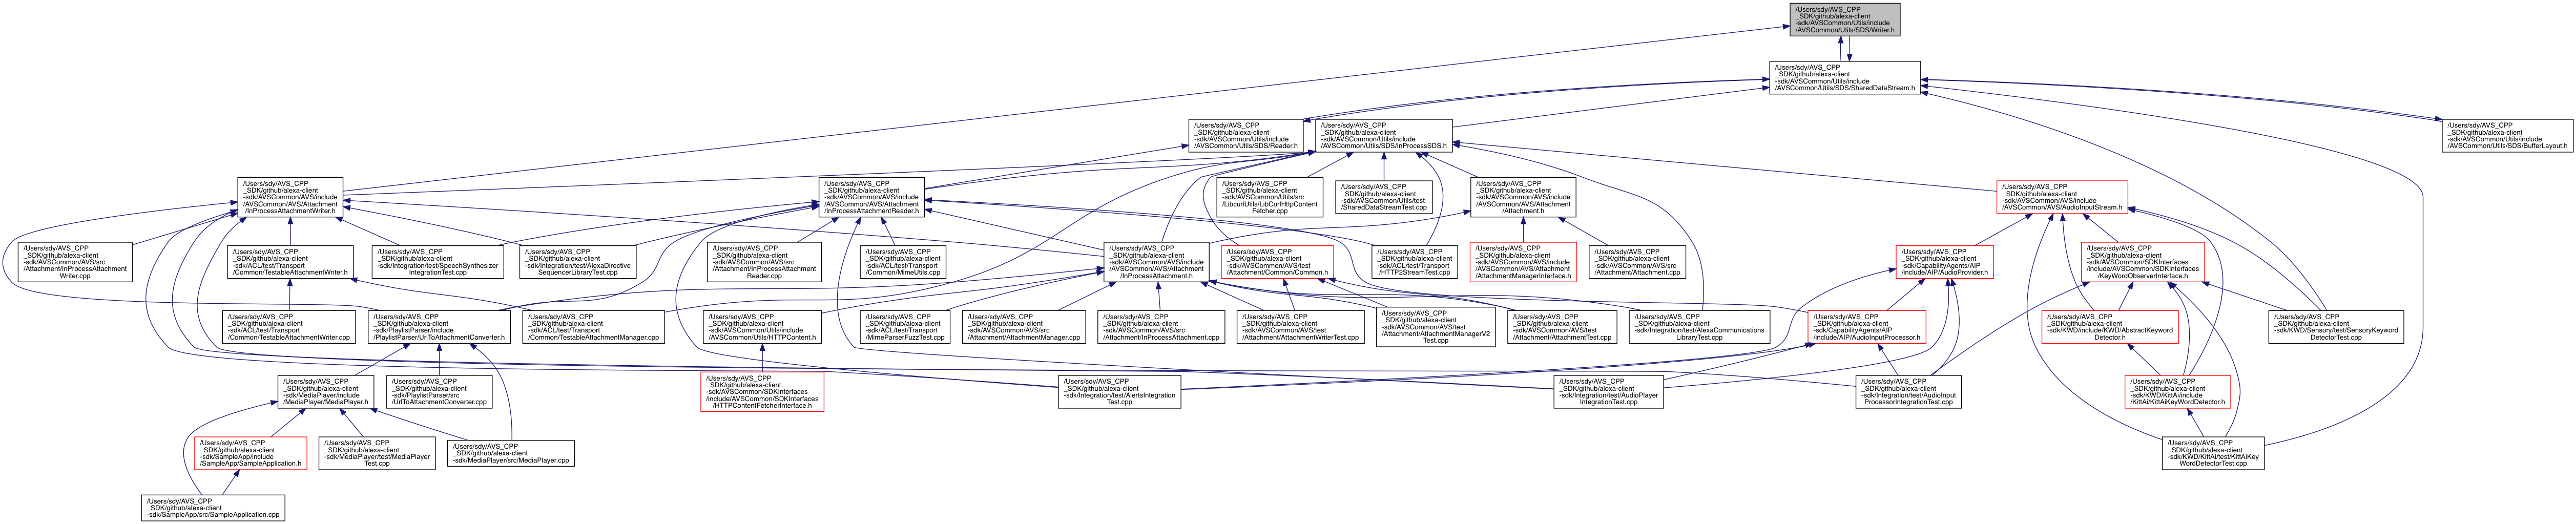 /Users/sdy/AVS_CPP
_SDK/github/alexa-client
-sdk/AVSCommon/Utils/include
/AVSCommon/Utils/SDS/Writer.h
/Users/sdy/AVS_CPP
_SDK/github/alexa-client
-sdk/AVSCommon/Utils/include
/AVSCommon/Utils/SDS/SharedDataStream.h
/Users/sdy/AVS_CPP
_SDK/github/alexa-client
-sdk/AVSCommon/Utils/include
/AVSCommon/Utils/SDS/Reader.h
/Users/sdy/AVS_CPP
_SDK/github/alexa-client
-sdk/AVSCommon/Utils/include
/AVSCommon/Utils/SDS/InProcessSDS.h
/Users/sdy/AVS_CPP
_SDK/github/alexa-client
-sdk/AVSCommon/Utils/include
/AVSCommon/Utils/SDS/BufferLayout.h
/Users/sdy/AVS_CPP
_SDK/github/alexa-client
-sdk/AVSCommon/AVS/include
/AVSCommon/AVS/Attachment
/InProcessAttachmentWriter.h
/Users/sdy/AVS_CPP
_SDK/github/alexa-client
-sdk/AVSCommon/AVS/include
/AVSCommon/AVS/Attachment
/InProcessAttachmentReader.h
/Users/sdy/AVS_CPP
_SDK/github/alexa-client
-sdk/AVSCommon/Utils/src
/LibcurlUtils/LibCurlHttpContent
Fetcher.cpp
/Users/sdy/AVS_CPP
_SDK/github/alexa-client
-sdk/AVSCommon/Utils/test
/SharedDataStreamTest.cpp
/Users/sdy/AVS_CPP
_SDK/github/alexa-client
-sdk/AVSCommon/AVS/include
/AVSCommon/AVS/Attachment
/Attachment.h
/Users/sdy/AVS_CPP
_SDK/github/alexa-client
-sdk/AVSCommon/AVS/include
/AVSCommon/AVS/AudioInputStream.h
/Users/sdy/AVS_CPP
_SDK/github/alexa-client
-sdk/AVSCommon/AVS/src
/Attachment/InProcessAttachment
Writer.cpp
/Users/sdy/AVS_CPP
_SDK/github/alexa-client
-sdk/ACL/test/Transport
/Common/TestableAttachmentWriter.h
/Users/sdy/AVS_CPP
_SDK/github/alexa-client
-sdk/Integration/test/SpeechSynthesizer
IntegrationTest.cpp
/Users/sdy/AVS_CPP
_SDK/github/alexa-client
-sdk/Integration/test/AlexaDirective
SequencerLibraryTest.cpp
/Users/sdy/AVS_CPP
_SDK/github/alexa-client
-sdk/AVSCommon/AVS/src
/Attachment/InProcessAttachment
Reader.cpp
/Users/sdy/AVS_CPP
_SDK/github/alexa-client
-sdk/ACL/test/Transport
/Common/MimeUtils.cpp
/Users/sdy/AVS_CPP
_SDK/github/alexa-client
-sdk/AVSCommon/AVS/include
/AVSCommon/AVS/Attachment
/InProcessAttachment.h
/Users/sdy/AVS_CPP
_SDK/github/alexa-client
-sdk/AVSCommon/AVS/test
/Attachment/Common/Common.h
/Users/sdy/AVS_CPP
_SDK/github/alexa-client
-sdk/ACL/test/Transport
/HTTP2StreamTest.cpp
/Users/sdy/AVS_CPP
_SDK/github/alexa-client
-sdk/AVSCommon/AVS/include
/AVSCommon/AVS/Attachment
/AttachmentManagerInterface.h
/Users/sdy/AVS_CPP
_SDK/github/alexa-client
-sdk/AVSCommon/AVS/src
/Attachment/Attachment.cpp
/Users/sdy/AVS_CPP
_SDK/github/alexa-client
-sdk/CapabilityAgents/AIP
/include/AIP/AudioProvider.h
/Users/sdy/AVS_CPP
_SDK/github/alexa-client
-sdk/AVSCommon/SDKInterfaces
/include/AVSCommon/SDKInterfaces
/KeyWordObserverInterface.h
/Users/sdy/AVS_CPP
_SDK/github/alexa-client
-sdk/ACL/test/Transport
/Common/TestableAttachmentWriter.cpp
/Users/sdy/AVS_CPP
_SDK/github/alexa-client
-sdk/PlaylistParser/include
/PlaylistParser/UrlToAttachmentConverter.h
/Users/sdy/AVS_CPP
_SDK/github/alexa-client
-sdk/ACL/test/Transport
/Common/TestableAttachmentManager.cpp
/Users/sdy/AVS_CPP
_SDK/github/alexa-client
-sdk/AVSCommon/Utils/include
/AVSCommon/Utils/HTTPContent.h
/Users/sdy/AVS_CPP
_SDK/github/alexa-client
-sdk/ACL/test/Transport
/MimeParserFuzzTest.cpp
/Users/sdy/AVS_CPP
_SDK/github/alexa-client
-sdk/AVSCommon/AVS/src
/Attachment/AttachmentManager.cpp
/Users/sdy/AVS_CPP
_SDK/github/alexa-client
-sdk/AVSCommon/AVS/src
/Attachment/InProcessAttachment.cpp
/Users/sdy/AVS_CPP
_SDK/github/alexa-client
-sdk/AVSCommon/AVS/test
/Attachment/AttachmentWriterTest.cpp
/Users/sdy/AVS_CPP
_SDK/github/alexa-client
-sdk/AVSCommon/AVS/test
/Attachment/AttachmentManagerV2
Test.cpp
/Users/sdy/AVS_CPP
_SDK/github/alexa-client
-sdk/AVSCommon/AVS/test
/Attachment/AttachmentTest.cpp
/Users/sdy/AVS_CPP
_SDK/github/alexa-client
-sdk/Integration/test/AlexaCommunications
LibraryTest.cpp
/Users/sdy/AVS_CPP
_SDK/github/alexa-client
-sdk/CapabilityAgents/AIP
/include/AIP/AudioInputProcessor.h
/Users/sdy/AVS_CPP
_SDK/github/alexa-client
-sdk/KWD/include/KWD/AbstractKeyword
Detector.h
/Users/sdy/AVS_CPP
_SDK/github/alexa-client
-sdk/KWD/Sensory/test/SensoryKeyword
DetectorTest.cpp
/Users/sdy/AVS_CPP
_SDK/github/alexa-client
-sdk/MediaPlayer/include
/MediaPlayer/MediaPlayer.h
/Users/sdy/AVS_CPP
_SDK/github/alexa-client
-sdk/PlaylistParser/src
/UrlToAttachmentConverter.cpp
/Users/sdy/AVS_CPP
_SDK/github/alexa-client
-sdk/AVSCommon/SDKInterfaces
/include/AVSCommon/SDKInterfaces
/HTTPContentFetcherInterface.h
/Users/sdy/AVS_CPP
_SDK/github/alexa-client
-sdk/Integration/test/AlertsIntegration
Test.cpp
/Users/sdy/AVS_CPP
_SDK/github/alexa-client
-sdk/Integration/test/AudioPlayer
IntegrationTest.cpp
/Users/sdy/AVS_CPP
_SDK/github/alexa-client
-sdk/Integration/test/AudioInput
ProcessorIntegrationTest.cpp
/Users/sdy/AVS_CPP
_SDK/github/alexa-client
-sdk/KWD/KittAi/include
/KittAi/KittAiKeyWordDetector.h
/Users/sdy/AVS_CPP
_SDK/github/alexa-client
-sdk/SampleApp/include
/SampleApp/SampleApplication.h
/Users/sdy/AVS_CPP
_SDK/github/alexa-client
-sdk/MediaPlayer/test/MediaPlayer
Test.cpp
/Users/sdy/AVS_CPP
_SDK/github/alexa-client
-sdk/MediaPlayer/src/MediaPlayer.cpp
/Users/sdy/AVS_CPP
_SDK/github/alexa-client
-sdk/KWD/KittAi/test/KittAiKey
WordDetectorTest.cpp
/Users/sdy/AVS_CPP
_SDK/github/alexa-client
-sdk/SampleApp/src/SampleApplication.cpp